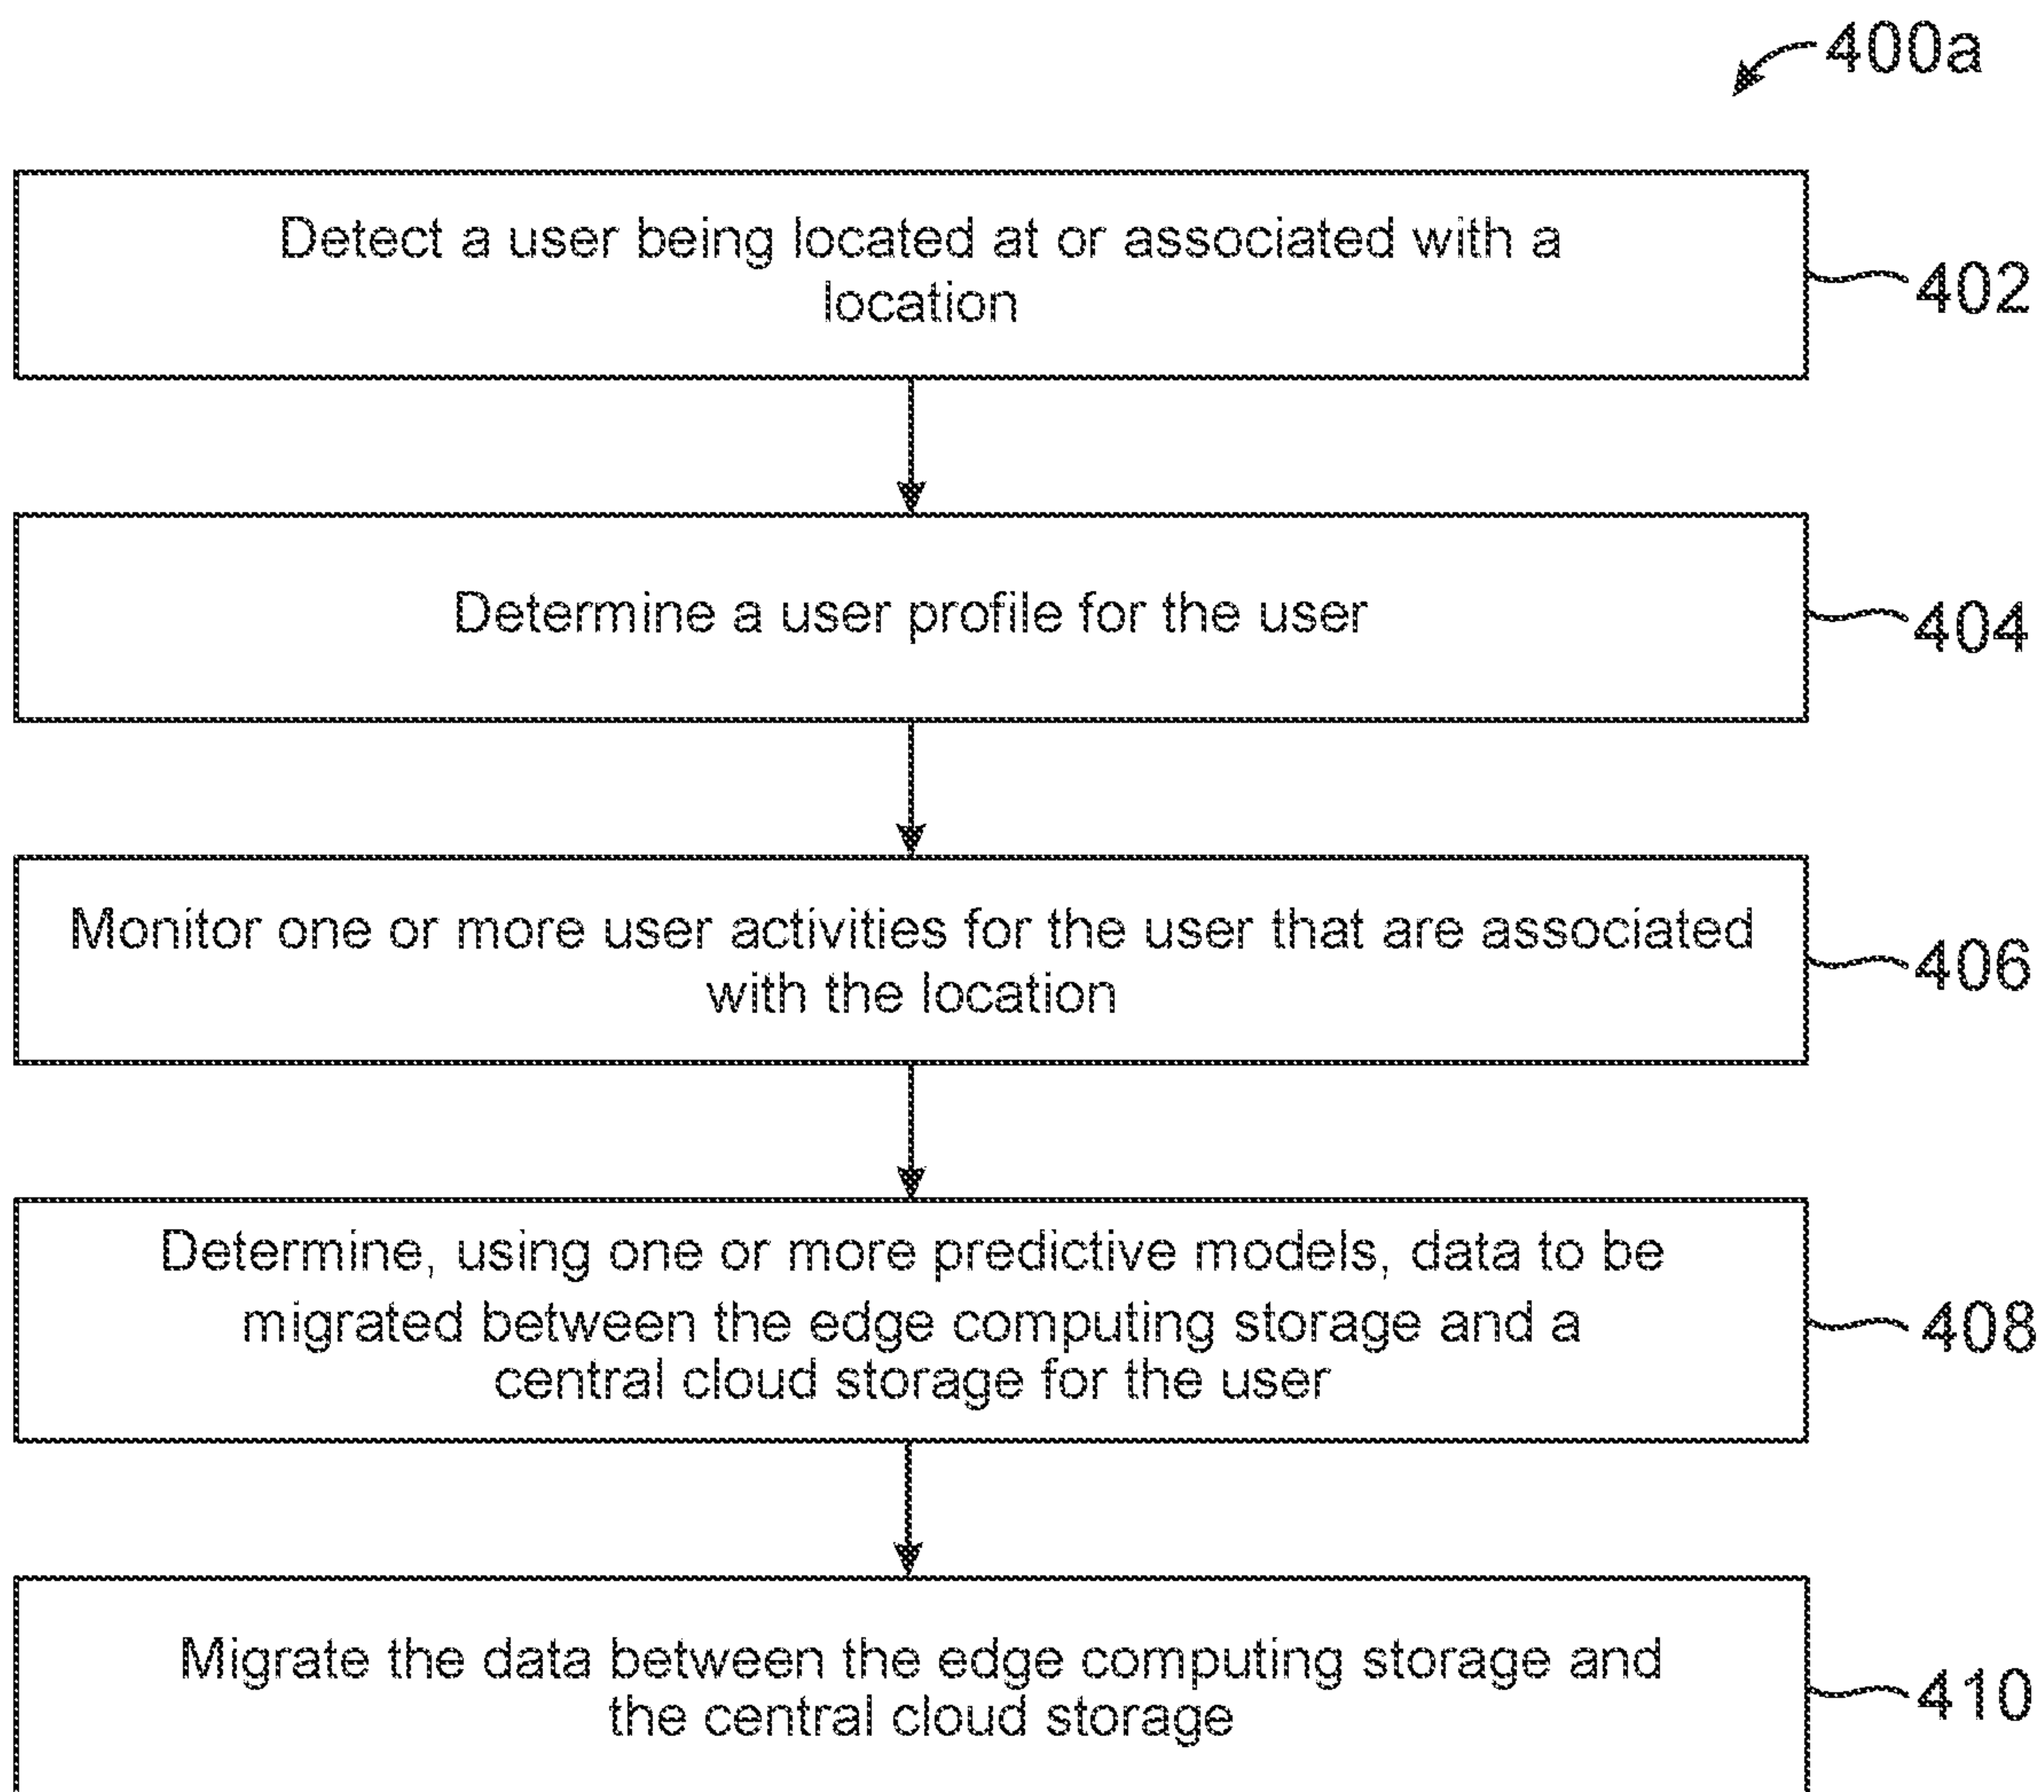 400a
Detect a user being located at or associated with a
location
402
Determine a user profile for the user
404
Monitor one or more user activities for the user that are associated
with the location
406
Determine, using one or more predictive models, data to be
migrated between the edge computing storage and a
central cloud storage for the user
408
Migrate the data between the edge computing storage and
the central cloud storage
410